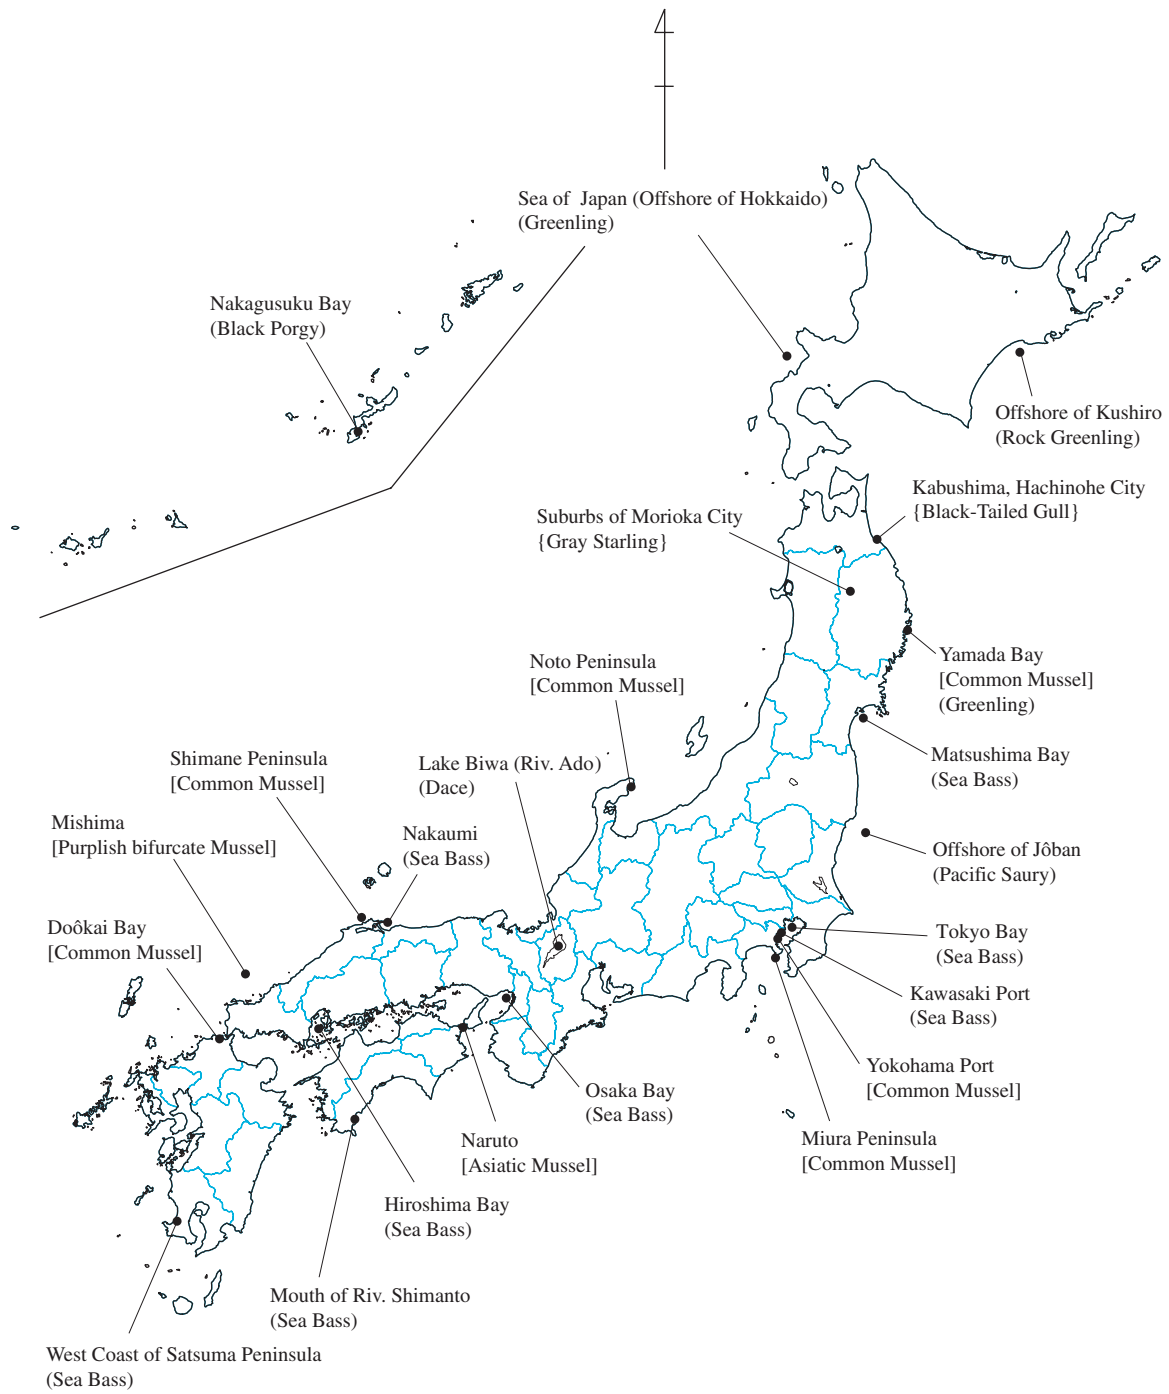 Sea of Japan (Offshore of Hokkaido)
(Greenling)
Nakagusuku Bay
(Black Porgy)
Offshore of Kushiro
(Rock Greenling)
Kabushima, Hachinohe City
{Black-Tailed Gull}
Suburbs of Morioka City
{Gray Starling}
Yamada Bay
[Common Mussel]
(Greenling)
Noto Peninsula
[Common Mussel]
Matsushima Bay
(Sea Bass)
Shimane Peninsula
[Common Mussel]
Lake Biwa (Riv. Ado)
(Dace)
Mishima
[Purplish bifurcate Mussel]
Nakaumi
(Sea Bass)
Offshore of Jôban
(Pacific Saury)
Doôkai Bay
[Common Mussel]
Tokyo Bay
(Sea Bass)
Kawasaki Port
(Sea Bass)
Yokohama Port
[Common Mussel]
Osaka Bay
(Sea Bass)
Miura Peninsula
[Common Mussel]
Naruto
[Asiatic Mussel]
Hiroshima Bay
(Sea Bass)
Mouth of Riv. Shimanto
(Sea Bass)
West Coast of Satsuma Peninsula
(Sea Bass)